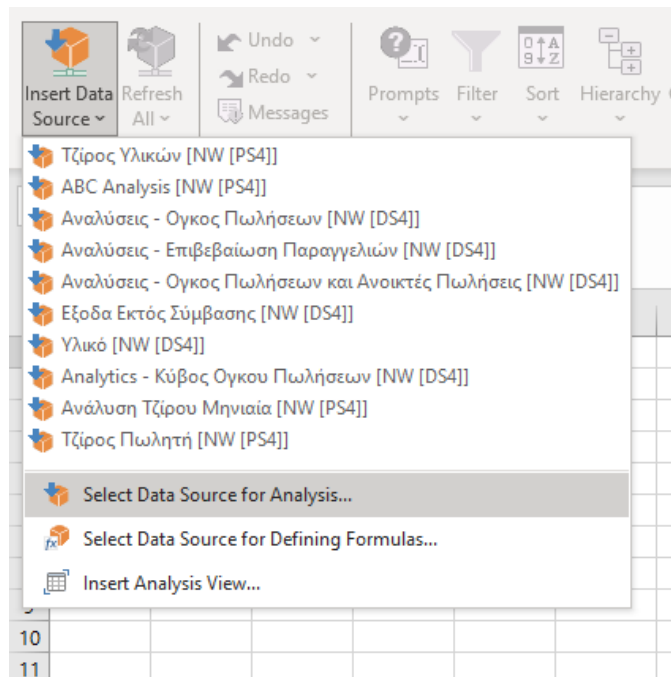 Undo
Redo
Messages
Insert Data
Source
Refresh
All
Prompts
Filter
Sort
Hierarchy
Τζίρος Υλικών [NW [PS4]]
ABC Analysis [NW [PS4]]
Αναλύσεις - Ογκος Πωλήσεων [NW [DS4]]
Αναλύσεις - Επιβεβαίωση Παραγγελιών [NW [DS4]]
Αναλύσεις - Ογκος Πωλήσεων και Ανοικτές Πωλήσεις [NW [DS4]]
Εξοδα Εκτός Σύμβασης [NW [DS4]]
Υλικό [NW [DS4]]
Analytics - Κύβος Ογκου Πωλήσεων [NW [DS4]]
Ανάλυση Τζίρου Μηνιαία [NW [PS4]]
Τζίρος Πωλητή [NW [PS4]]
Select Data Source for Analysis...
Select Data Source for Defining Formulas...
Insert Analysis View...
10
11